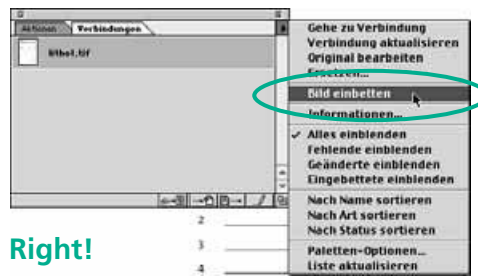 Aktionen Verbindungen
litho1.tif
Gehe zu Verbindung
Verbindung aktualisieren
Original bearbeiten
Ersetzen...
Bild einbetten
Informationen...
✓ Alles einblenden
Fehlende einblenden
Geänderte einblenden
Eingebettete einblenden
Nach Name sortieren
Nach Art sortieren
Nach Status sortieren
Paletten-Optionen...
Liste aktualisieren
2
3
4
Right!